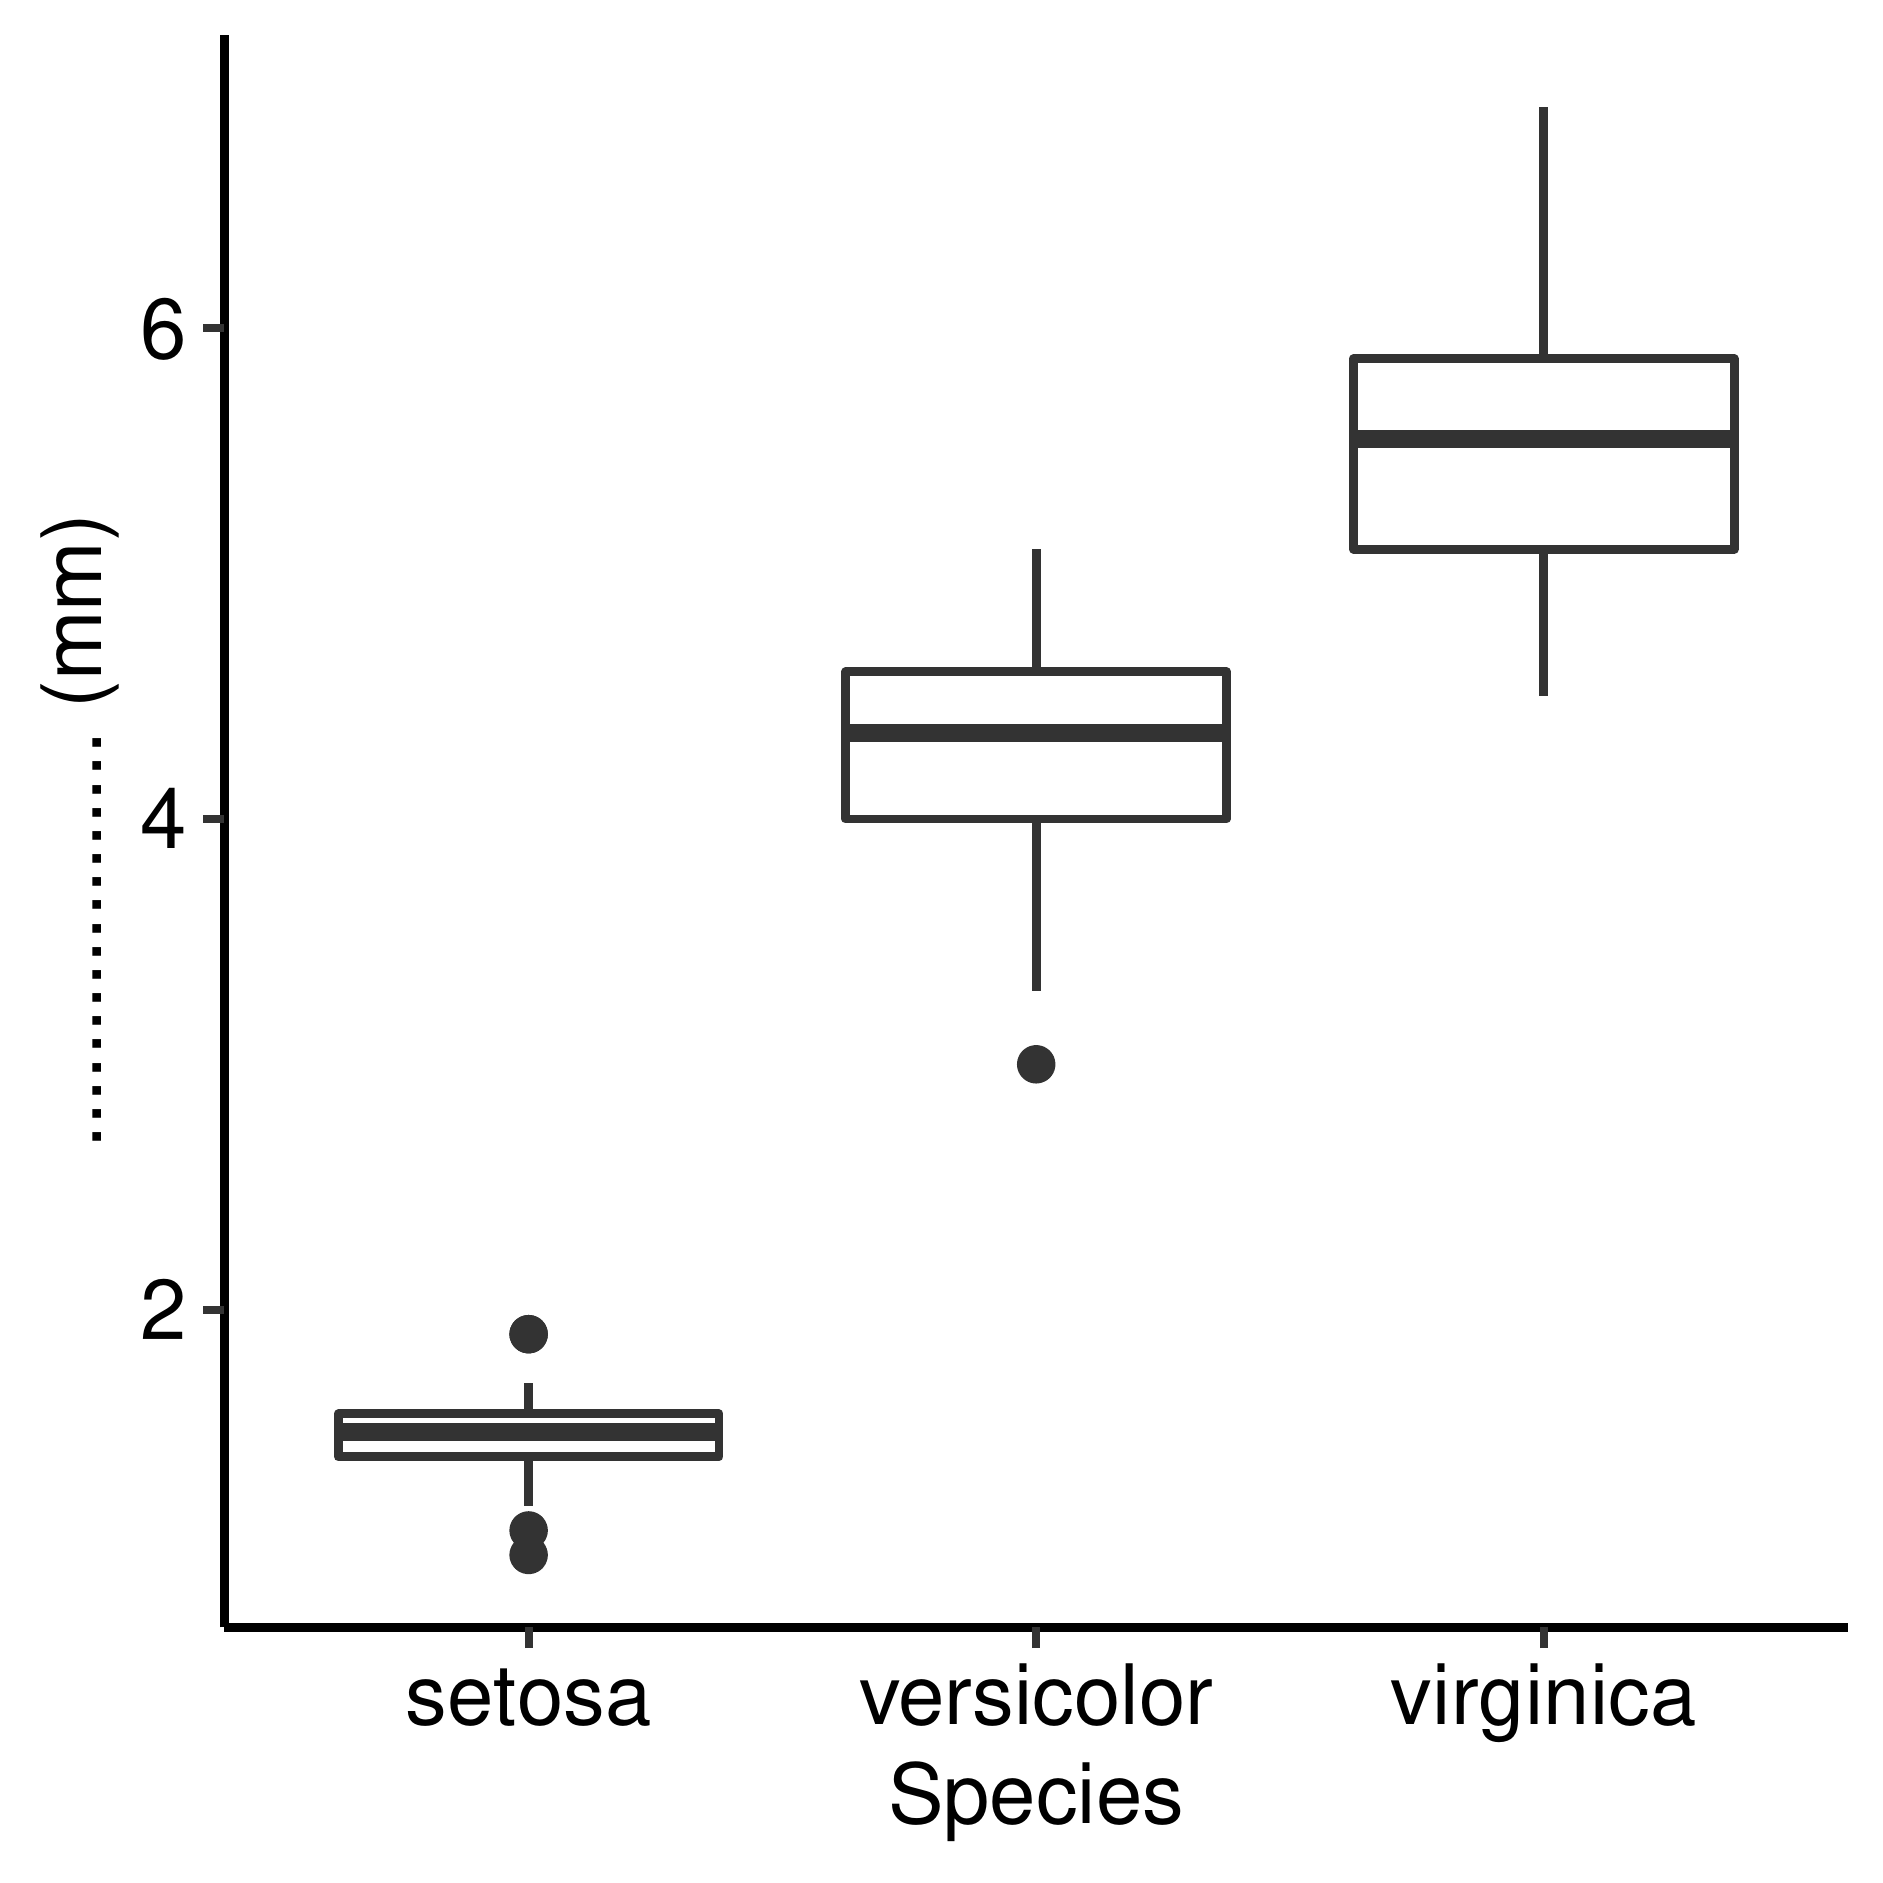 .................. (mm)
6
4
2
setosa versicolor virginica
Species